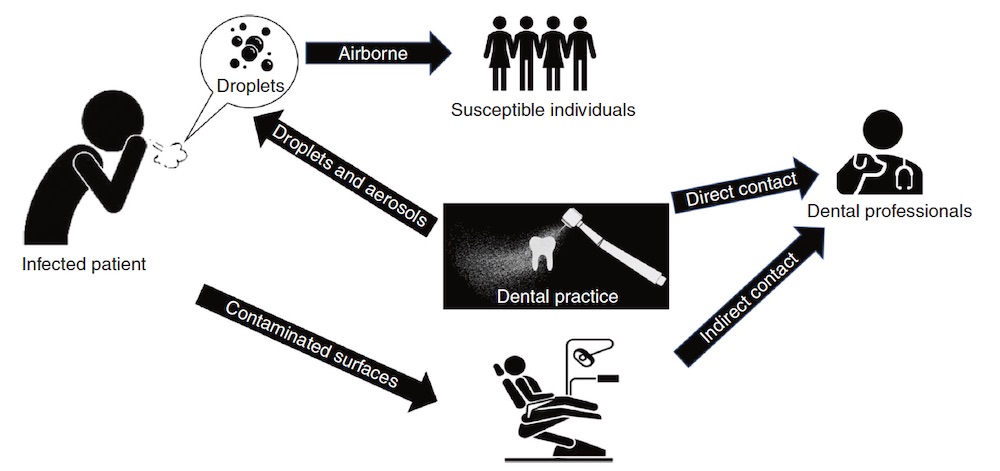 Droplets
Airborne
Susceptible individuals
Droplets and aerosols
Direct contact
Dental professionals
Infected patient
Dental practice
Indirect contact
Contaminated surfaces